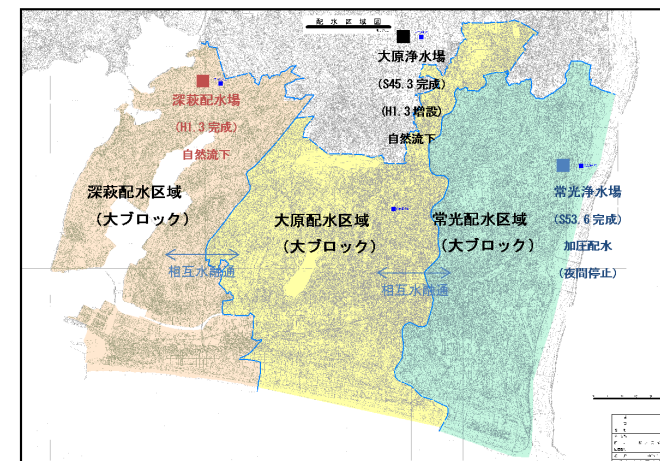 配水区域図
大原浄水場
(S45.3 完成)
(H1.3 増設)
自然流下
深萩配水場
(H1.3 完成)
自然流下
常光浄水場
(S53.6 完成)
加圧配水
(夜間停止)
深萩配水区域
(大ブロック)
大原配水区域
(大ブロック)
常光配水区域
(大ブロック)
相互水融通
相互水融通